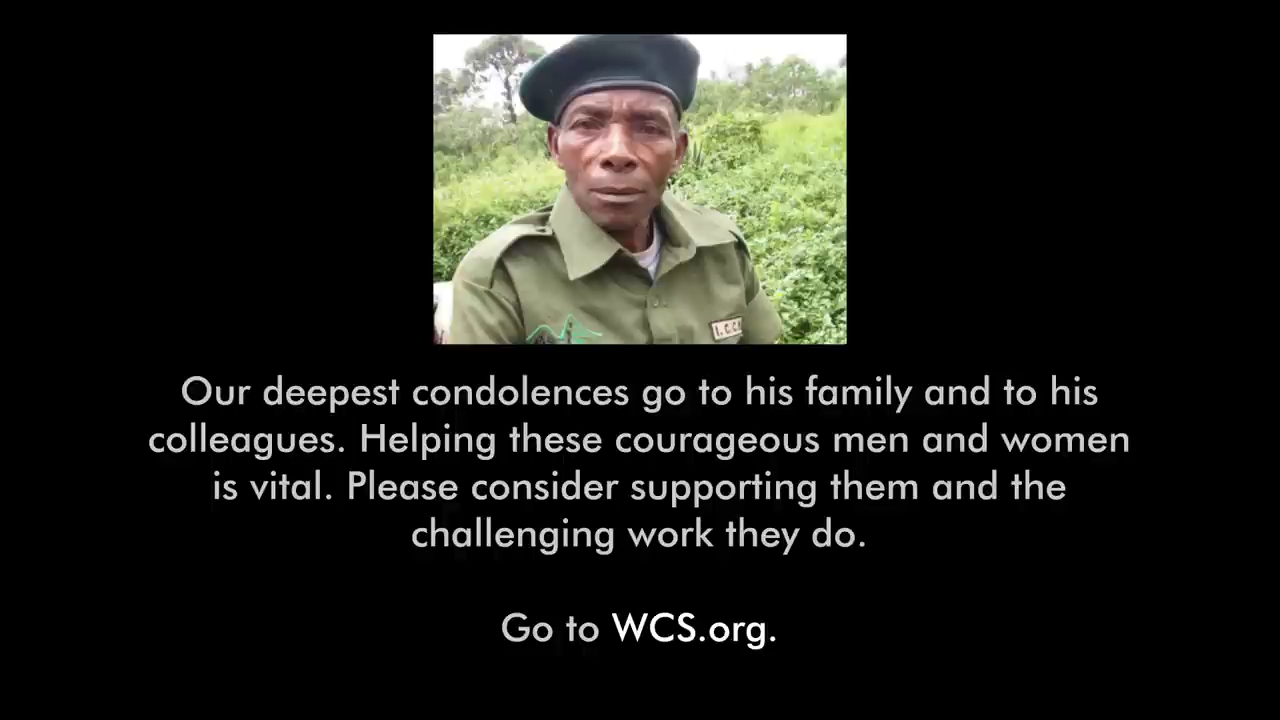 I.C.C.
Our deepest condolences go to his family and to his
colleagues. Helping these courageous men and women
is vital. Please consider supporting them and the
challenging work they do.
Go to WCS.org.